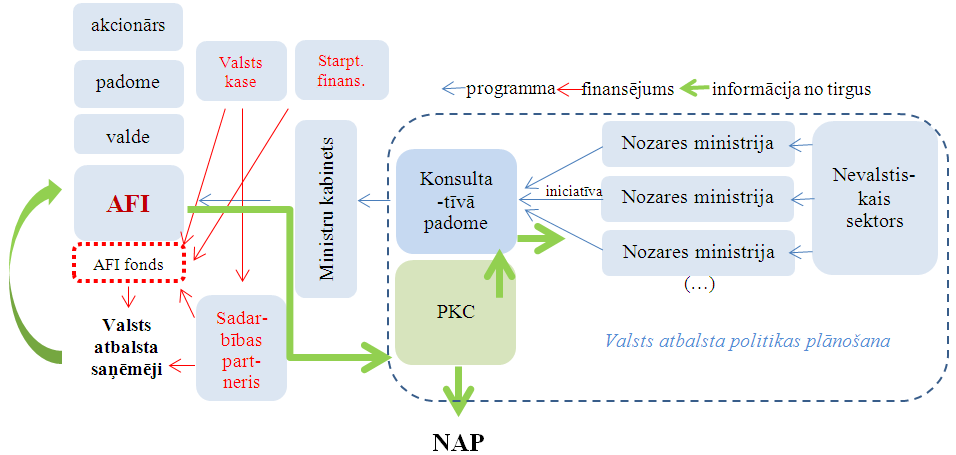 akcionārs
padome
valde
AFI
AFI fonds
Valsts
atbalsta
saņēmēji
Valsts
kase
Starpt.
finans.
Sadar-
bības
part-
neris
Ministru kabinets
programma
finansējums
informācija no tirgus
Konsulta
-tīvā
padome
PKC
NAP
iniciatīva
Nozares ministrija
Nozares ministrija
Nozares ministrija
(…)
Nevalstis-
kais
sektors
Valsts atbalsta politikas plānošana